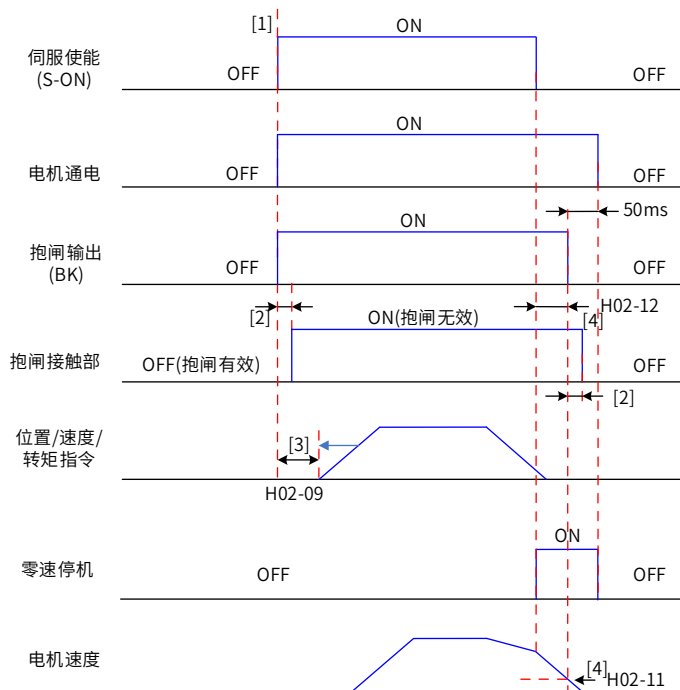 [1]
ON
伺服使能
(S-ON)
OFF
OFF
ON
电机通电
OFF
OFF
50ms
ON
抱闸输出
(BK)
OFF
OFF
[2]
ON(抱闸无效)
[4]
H02-12
抱闸接触部
OFF(抱闸有效)
OFF
[2]
位置/速度/
转矩指令
[3]
H02-09
ON
零速停机
OFF
OFF
电机速度
[4]
H02-11